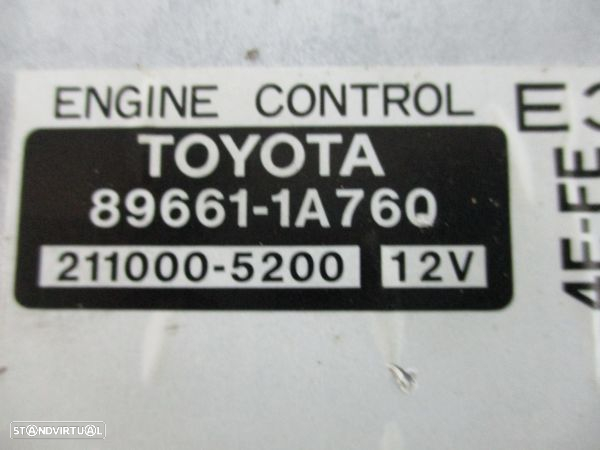 ENGINE CONTROL
TOYOTA
89661-1A760
211000-5200 12V
4E-FE
STANDVIRTUAL